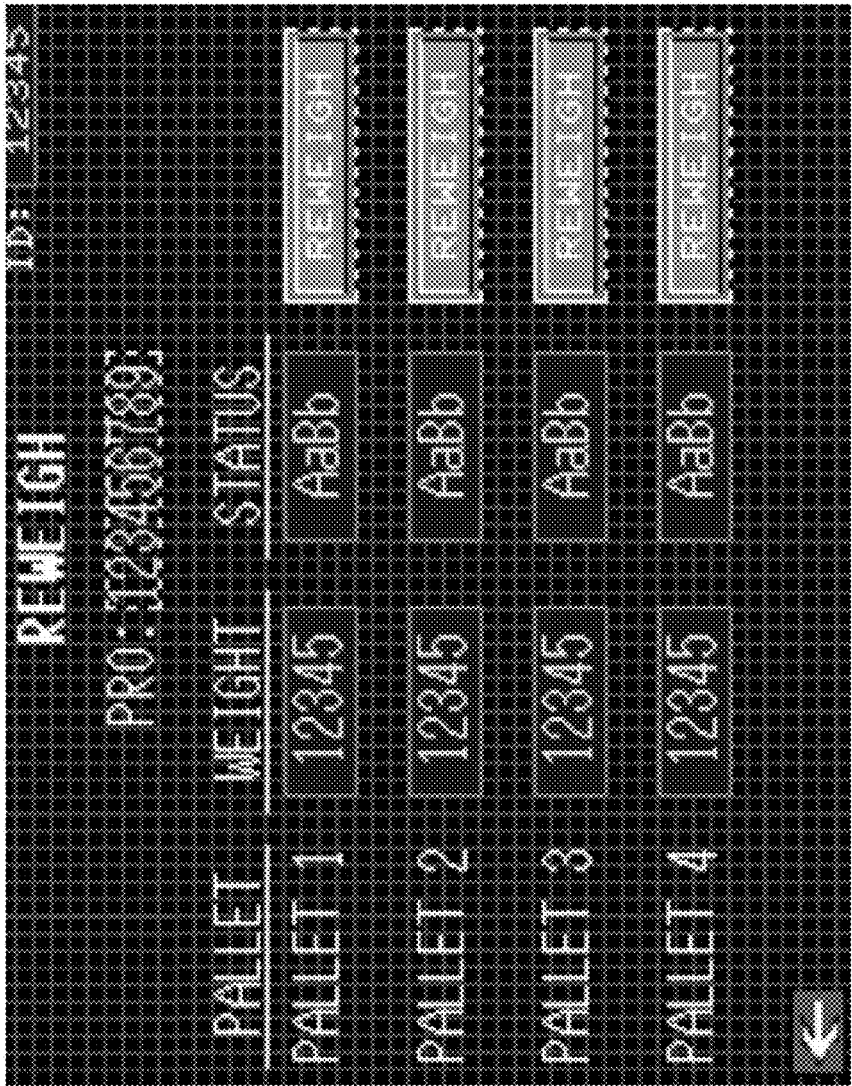 ID: 12345
REWEIGH
PRO: 123456789
PALLET WEIGHT STATUS
PALLET 1 12345 AaBb REWEIGH
PALLET 2 12345 AaBb REWEIGH
PALLET 3 12345 AaBb REWEIGH
PALLET 4 12345 AaBb REWEIGH